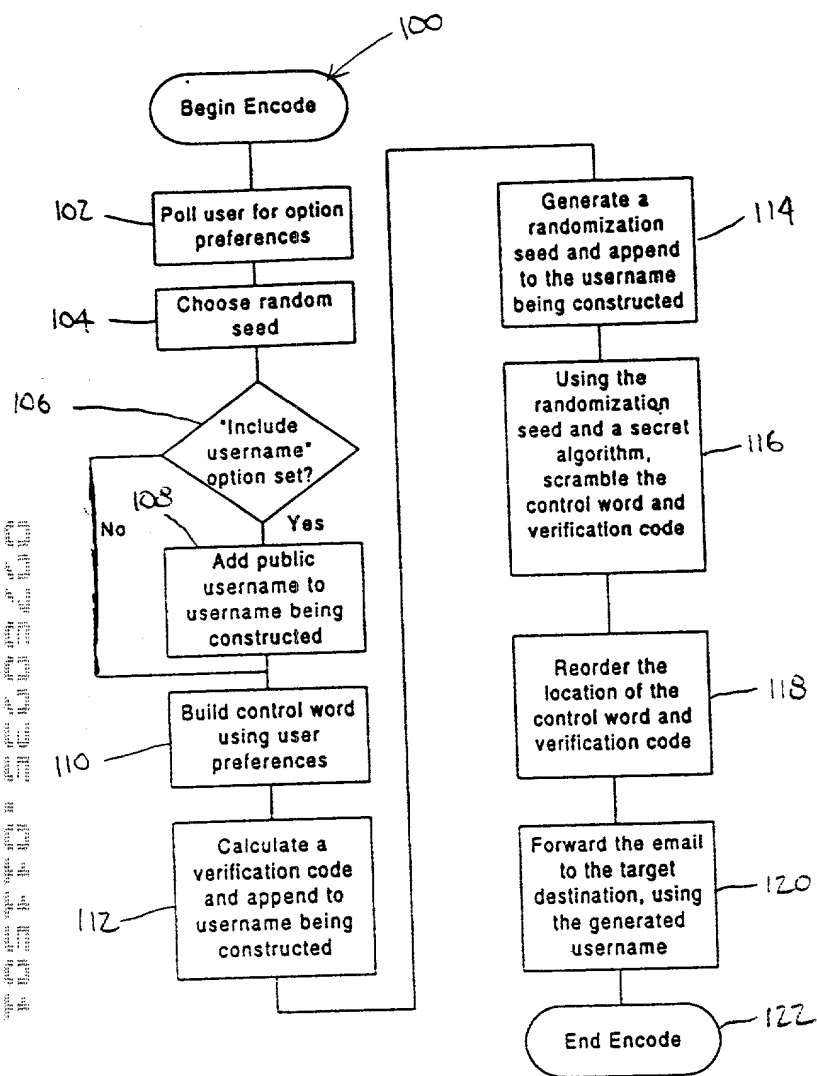 100
Begin Encode
102
Poll user for option
preferences
104
Choose random
seed
106
"Include
username"
option set?
No
Yes
108
Add public
username to
username being
constructed
110
Build control word
using user
preferences
112
Calculate a
verification code
and append to
username being
constructed
114
Generate a
randomization
seed and append
to the username
being constructed
116
Using the
randomization
seed and a secret
algorithm,
scramble the
control word and
verification code
118
Reorder the
location of the
control word and
verification code
120
Forward the email
to the target
destination, using
the generated
username
122
End Encode